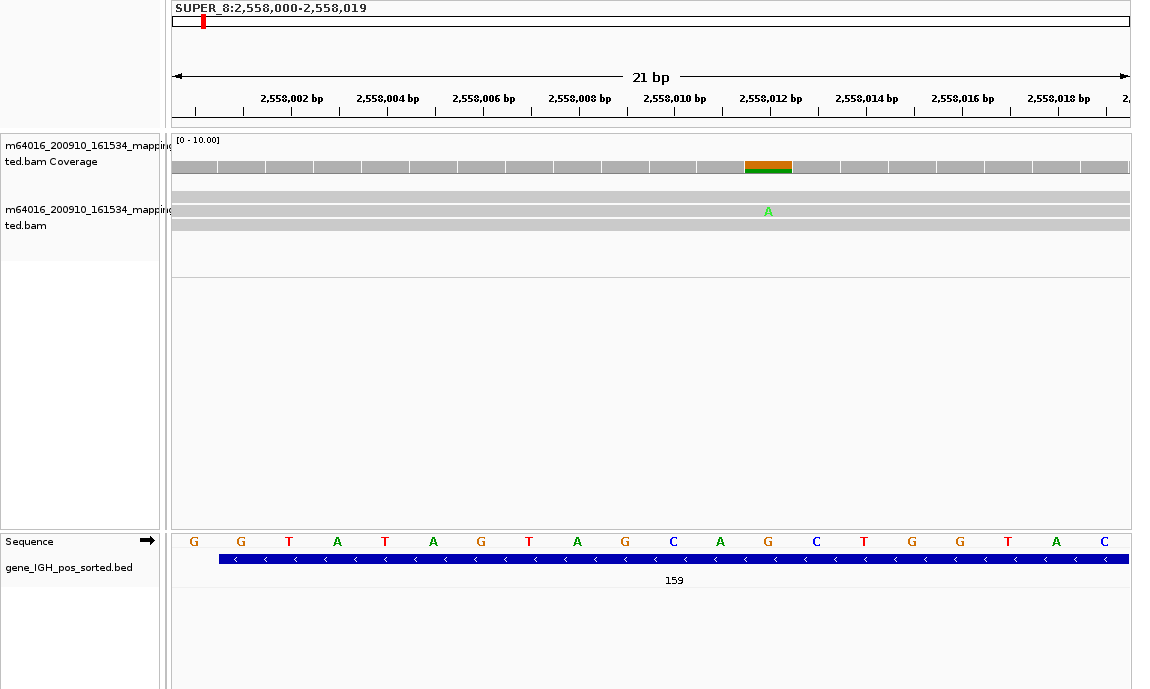 SUPER_8:2,558,000-2,558,019
21 bp
2,558,002 bp 2,558,004 bp 2,558,006 bp 2,558,008 bp 2,558,010 bp 2,558,012 bp 2,558,014 bp 2,558,016 bp 2,558,018 bp 2,
[0 - 10.00]
m64016_200910_161534_mapping
ted.bam Coverage
m64016_200910_161534_mapping
A
ted.bam
Sequence G G T A T A G T A G C A G C T G G T A C
gene_IGH_pos_sorted.bed
159